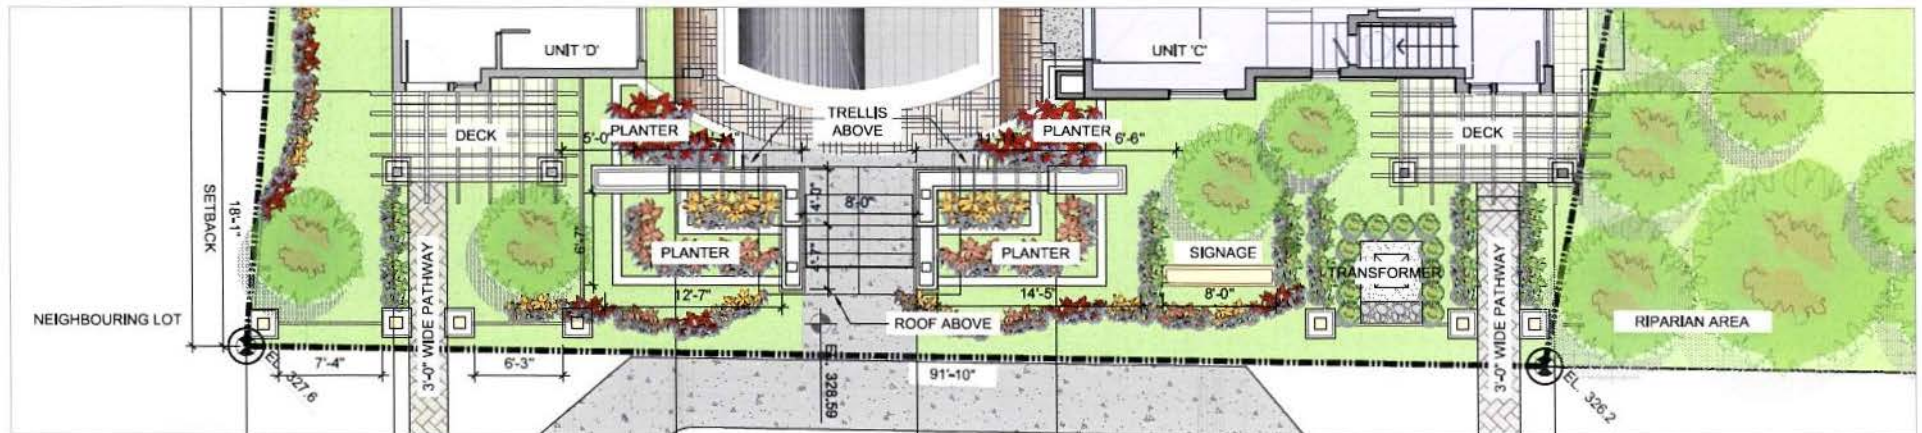 UNIT 'D'
UNIT 'C'
TRELLIS
ABOVE
DECK
5'-0"
PLANTER
PLANTER
6'-6"
DECK
SETBACK
18'-1"
4'-0"
8'-0"
6'-7"
4'-7"
PLANTER
PLANTER
SIGNAGE
TRANSFORMER
3'-0" WIDE PATHWAY
3'-0" WIDE PATHWAY
12'-7"
14'-5"
8'-0"
NEIGHBOURING LOT
ROOF ABOVE
RIPARIAN AREA
7'-4"
6'-3"
91'-10"
EL. 327.6
EL. 328.59
EL. 326.2